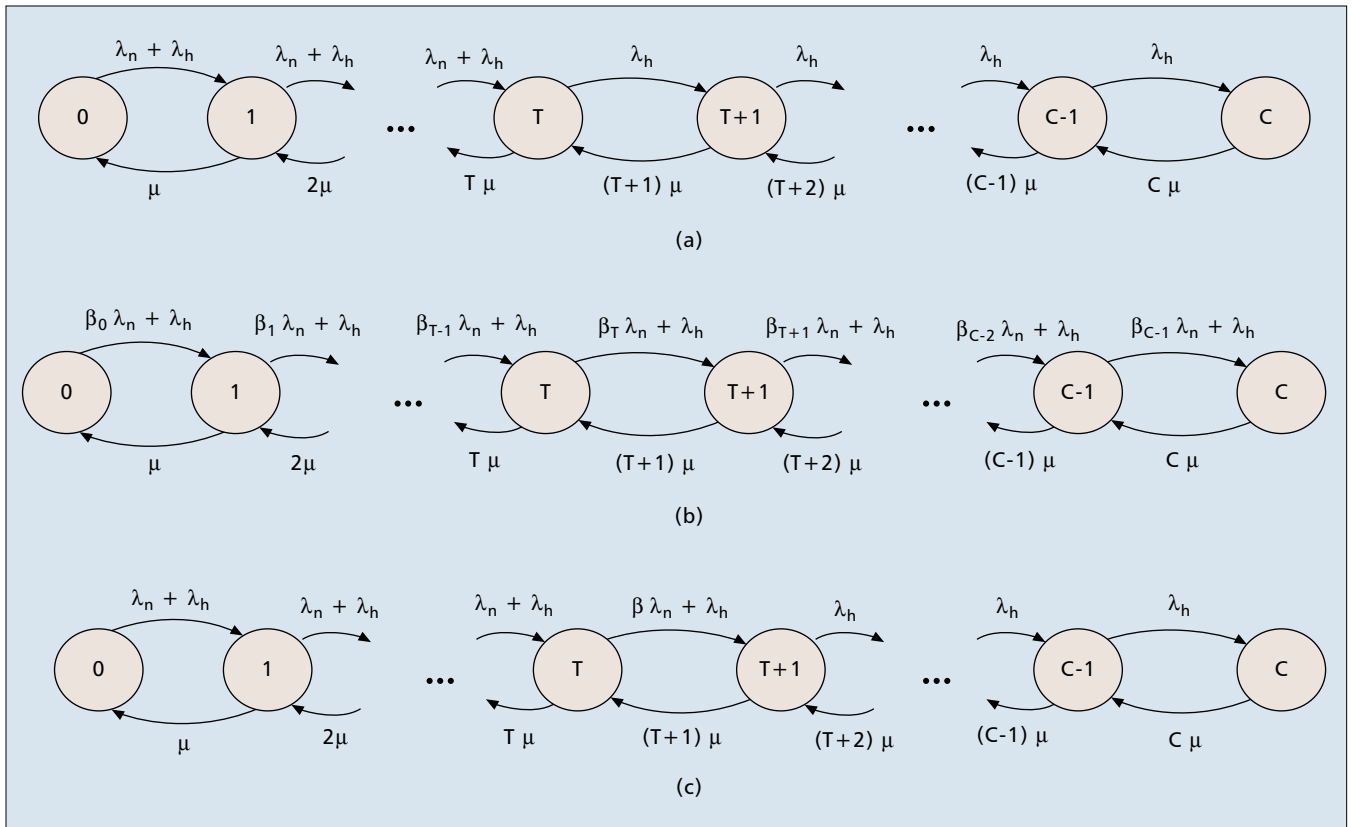 λn + λh   λn + λh   λn + λh   λh   λh   λh   λh
0   1   ...   T   T+1   ...   C-1   C
μ   2μ   T μ   (T+1) μ   (T+2) μ   (C-1) μ   C μ
(a)
β0 λn + λh   β1 λn + λh   βT-1 λn + λh   βT λn + λh   βT+1 λn + λh   βC-2 λn + λh   βC-1 λn + λh
0   1   ...   T   T+1   ...   C-1   C
μ   2μ   T μ   (T+1) μ   (T+2) μ   (C-1) μ   C μ
(b)
λn + λh   λn + λh   λn + λh   β λn + λh   λh   λh   λh
0   1   ...   T   T+1   ...   C-1   C
μ   2μ   T μ   (T+1) μ   (T+2) μ   (C-1) μ   C μ
(c)